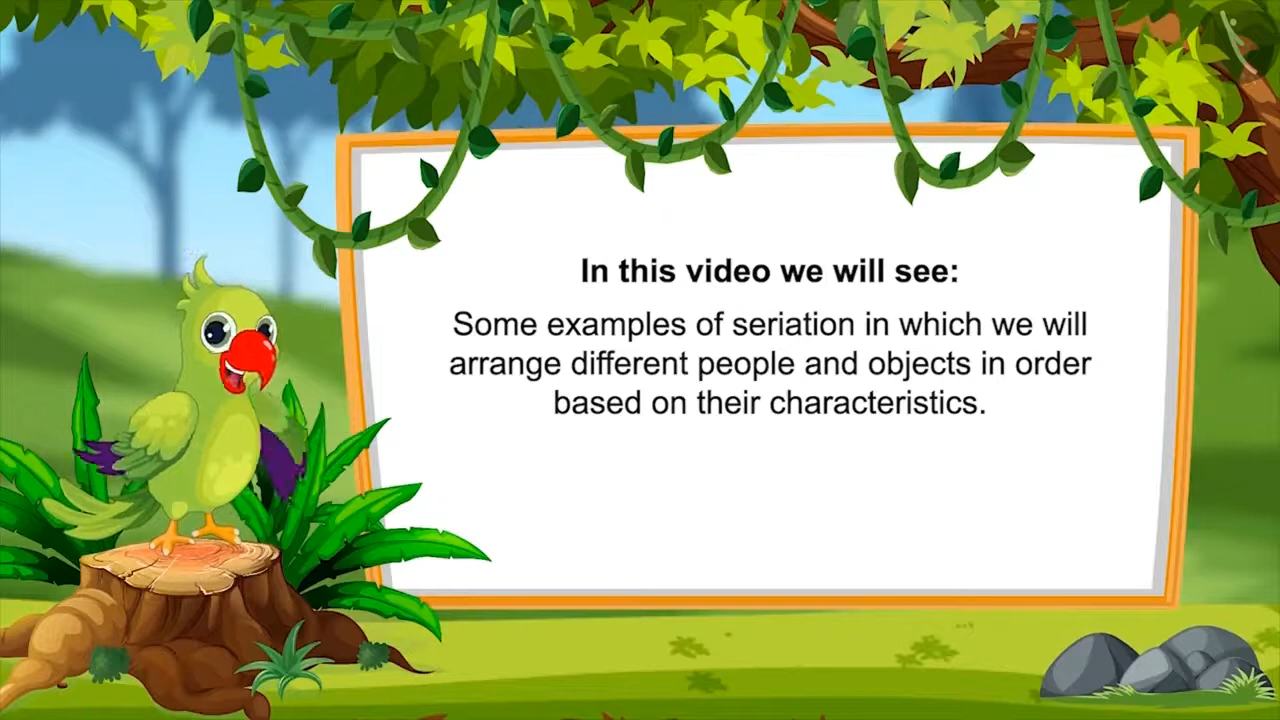 In this video we will see:
Some examples of seriation in which we will
arrange different people and objects in order
based on their characteristics.